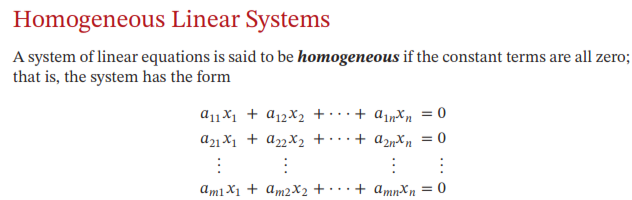 Homogeneous Linear Systems
A system of linear equations is said to be homogeneous if the constant terms are all zero;
that is, the system has the form
a₁₁x₁ + a₁₂x₂ + · · · + a₁ₙxₙ = 0
a₂₁x₁ + a₂₂x₂ + · · · + a₂ₙxₙ = 0
⋮ ⋮ ⋮ ⋮
aₘ₁x₁ + aₘ₂x₂ + · · · + aₘₙxₙ = 0